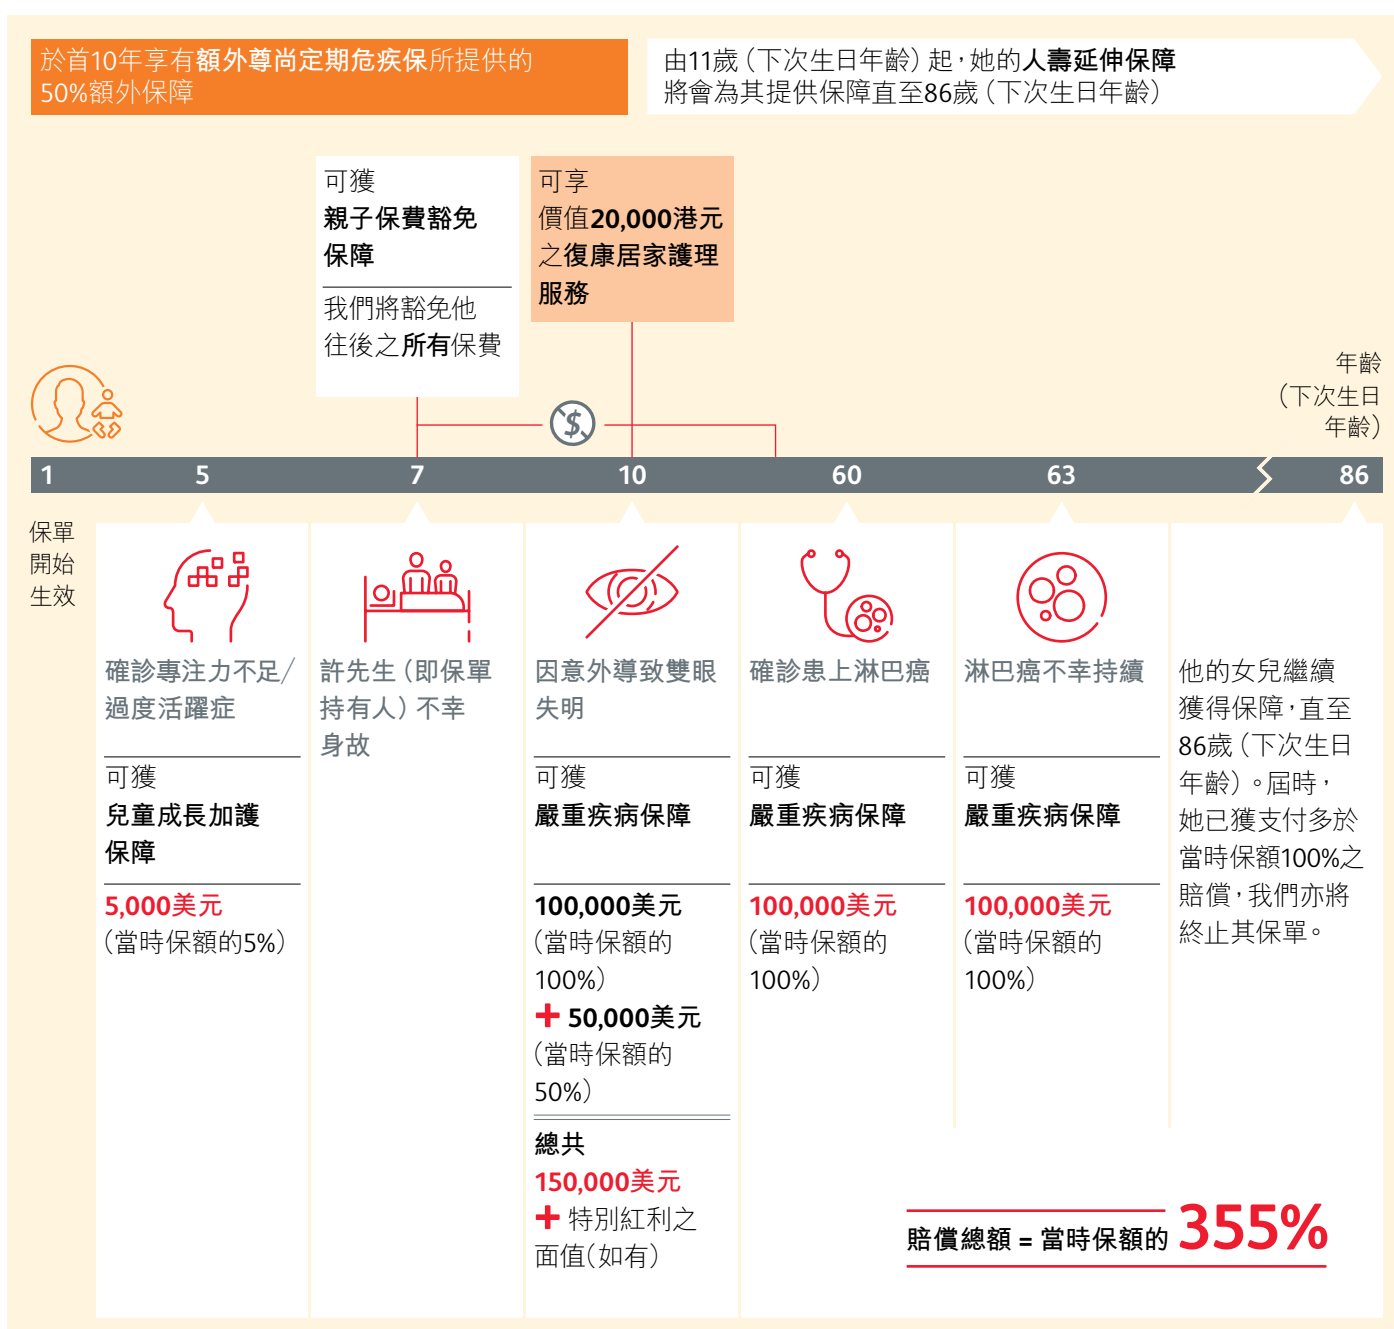 於首10年享有額外尊尚定期危疾保所提供的
50%額外保障
由11歲（下次生日年齡）起，她的人壽延伸保障
將會為其提供保障直至86歲（下次生日年齡）
可獲
親子保費豁免
保障
我們將豁免他
往後之所有保費
可享
價值20,000港元
之復康居家護理
服務
年齡
（下次生日
年齡）
$
1 5 7 10 60 63 86
保單
開始
生效
確診專注力不足/
過度活躍症
可獲
兒童成長加護
保障
5,000美元
（當時保額的5%）
許先生（即保單
持有人）不幸
身故
因意外導致雙眼
失明
可獲
嚴重疾病保障
100,000美元
（當時保額的
100%）
+ 50,000美元
（當時保額的
50%）
總共
150,000美元
+ 特別紅利之
面值（如有）
確診患上淋巴癌
可獲
嚴重疾病保障
100,000美元
（當時保額的
100%）
淋巴癌不幸持續
可獲
嚴重疾病保障
100,000美元
（當時保額的
100%）
他的女兒繼續
獲得保障，直至
86歲（下次生日
年齡）。屆時，
她已獲支付多於
當時保額100%之
賠償，我們亦將
終止其保單。
賠償總額 = 當時保額的 355%